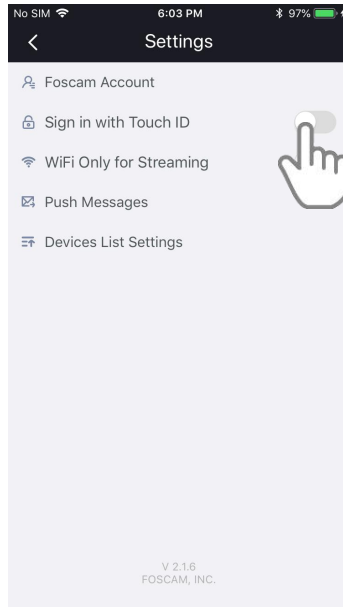 No SIM 6:03 PM 97%
Settings
Foscam Account
Sign in with Touch ID
WiFi Only for Streaming
Push Messages
Devices List Settings
V 2.1.6
FOSCAM, INC.